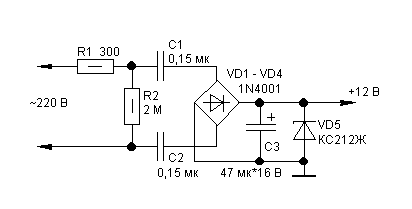 C1
R1 300
0,15 мк
VD1 - VD4
1N4001
+12 В
~220 В
R2
2 М
+
VD5
КС212Ж
C2
C3
0,15 мк
47 мк*16 В